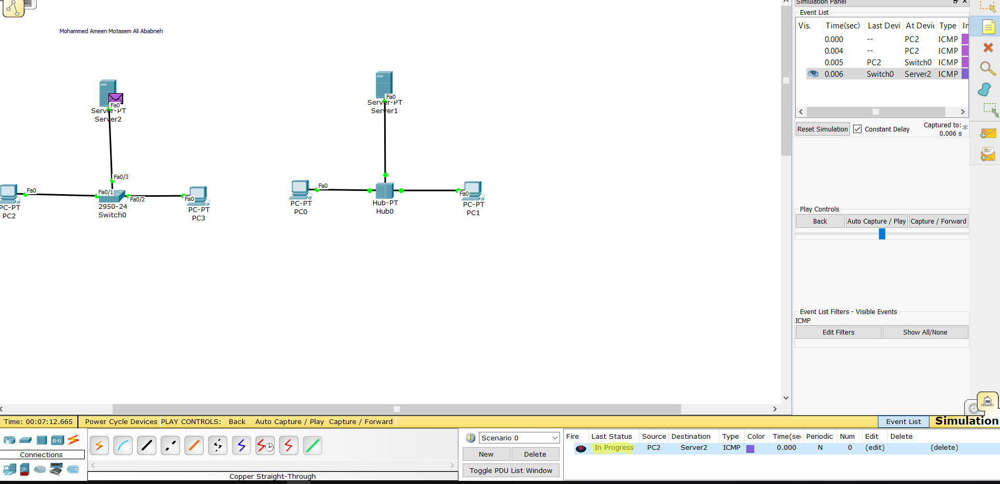 Simulation Panel
Event List
Vis. Time(sec) Last Devi At Devic Type In
0.000 -- PC2 ICMP
0.004 -- PC2 ICMP
0.005 PC2 Switch0 ICMP
0.006 Switch0 Server2 ICMP
Reset Simulation Constant Delay Captured to:
0.006 s
Mohammed Ameen Motasem Ali Ababneh
Fa0
Server-PT
Server2
Fa0/3
Fa0
Fa0/1
Fa0/2
Fa0
PC-PT
PC2
2950-24
Switch0
PC-PT
PC3
Fa0
Server-PT
Server1
Fa0
PC-PT
PC0
Hub-PT
Hub0
Fa0
PC-PT
PC1
Play Controls
Back Auto Capture / Play Capture / Forward
Event List Filters - Visible Events
ICMP
Edit Filters Show All/None
Time: 00:07:12.665 Power Cycle Devices PLAY CONTROLS: Back Auto Capture / Play Capture / Forward Event List Simulation
Connections
Copper Straight-Through
Scenario 0
New Delete
Toggle PDU List Window
Fire Last Status Source Destination Type Color Time(sec Periodic Num Edit Delete
In Progress PC2 Server2 ICMP 0.000 N 0 (edit) (delete)